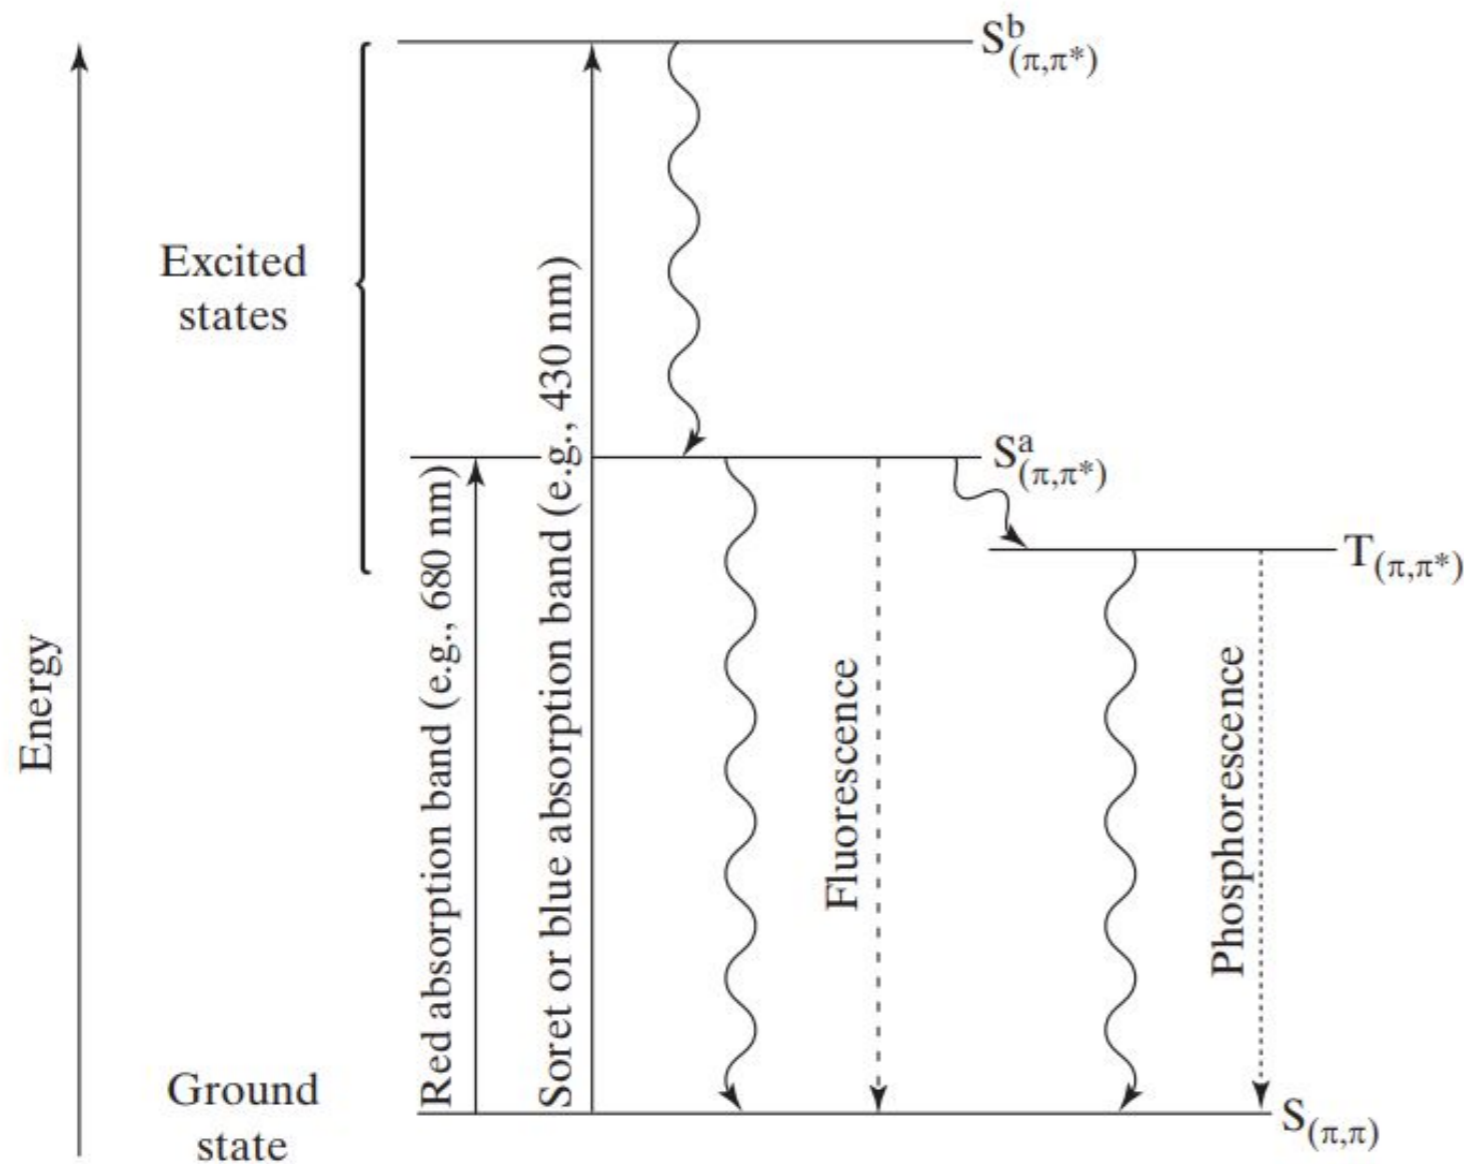 S^b_(π,π*)
Excited
states
Soret or blue absorption band (e.g., 430 nm)
S^a_(π,π*)
Red absorption band (e.g., 680 nm)
T_(π,π*)
Energy
Fluorescence
Phosphorescence
Ground
state
S_(π,π)